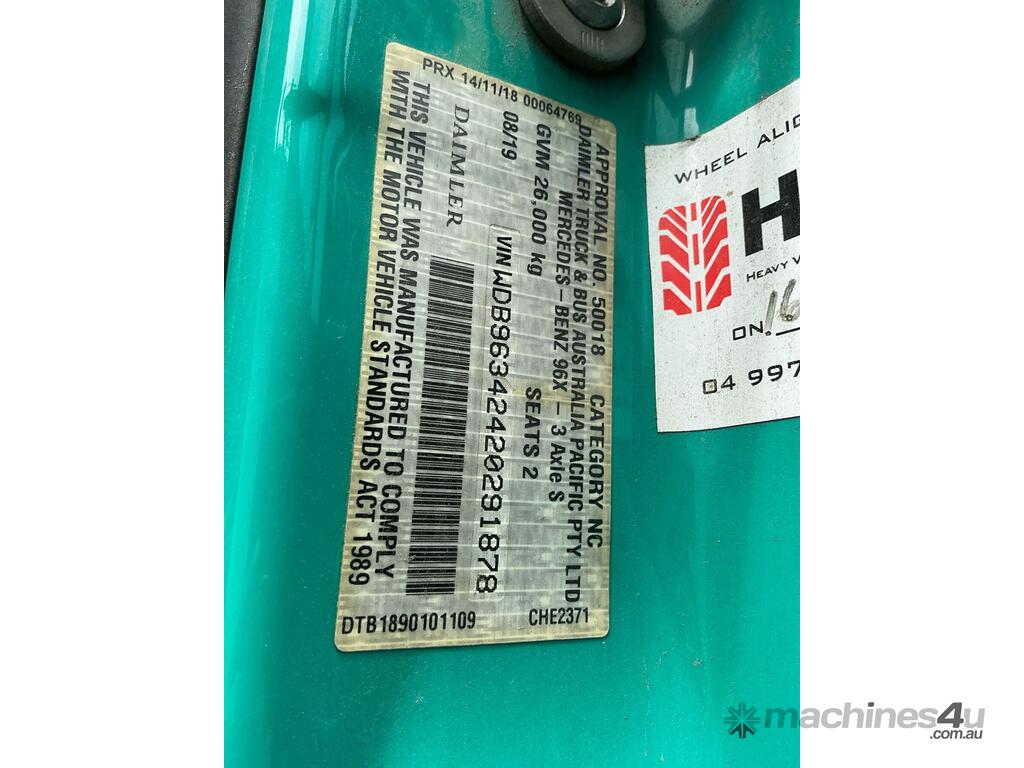 PRX 14/11/18 00064769
APPROVAL NO. 50018 CATEGORY NC
DAIMLER TRUCK & BUS AUSTRALIA PACIFIC PTY LTD
MERCEDES-BENZ 96X - 3 Axle S
GVM 26,000 kg SEATS 2
08/19
VIN WDB96342420291878
DAIMLER
THIS VEHICLE WAS MANUFACTURED TO COMPLY
WITH THE MOTOR VEHICLE STANDARDS ACT 1989
DTB1890101109 CHE2371
WHEEL ALIG
H
HEAVY V
ON. 16
04 997
machines4u
.com.au